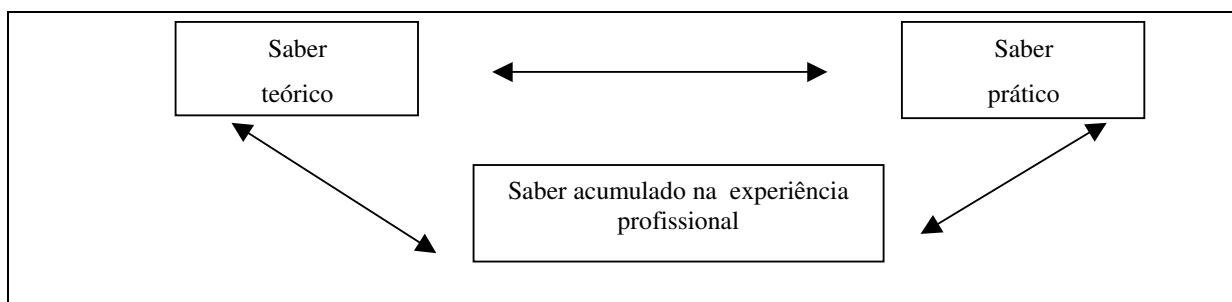 Saber
teórico
Saber
prático
Saber acumulado na experiência
profissional